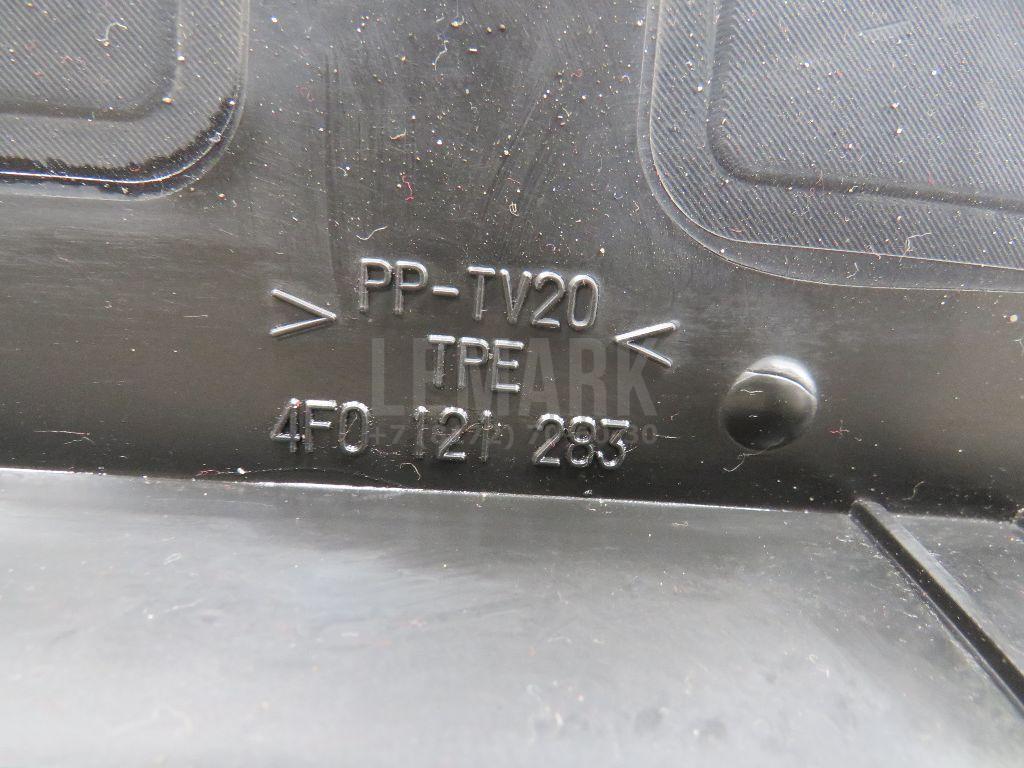 > PP-TV20 <
TPE
4F0 121 283
LEMARK